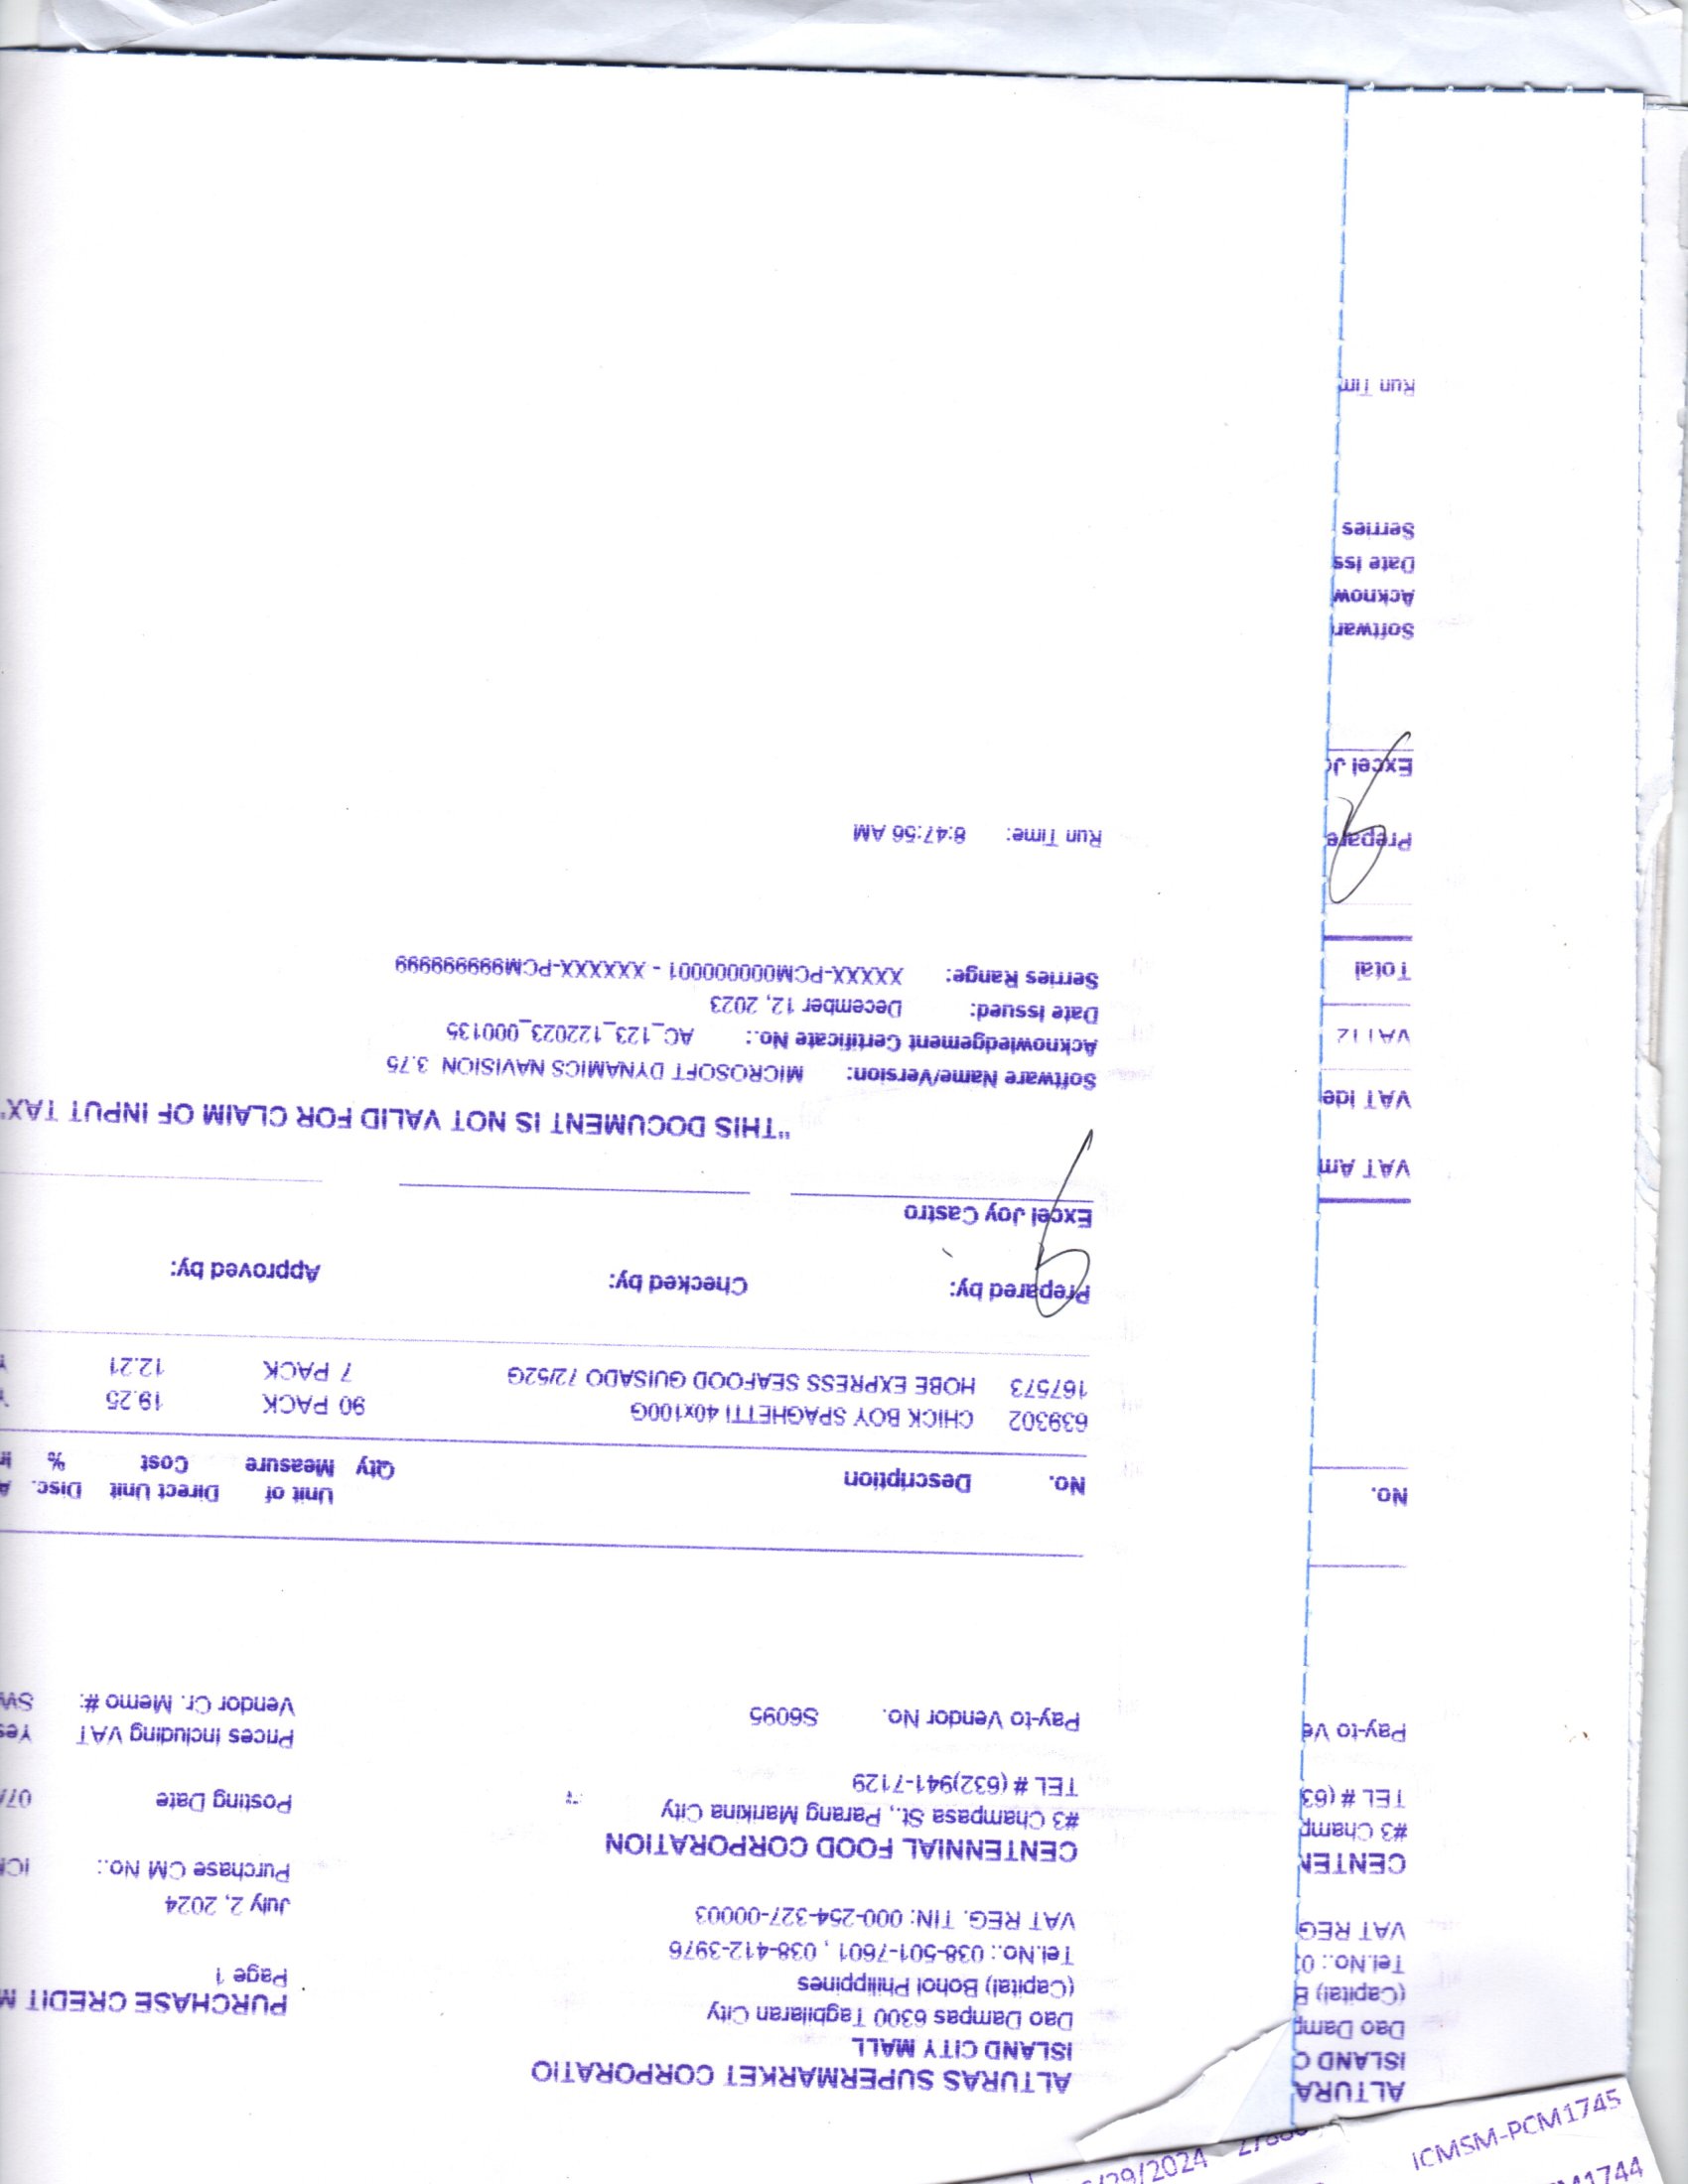 ALTURAS SUPERMARKET CORPORATIO
ISLAND CITY MALL
Dao Dampas 6300 Tagbilaran City
(Capital) Bohol Philippines
Tel.No.: 038-501-7601 , 038-412-3976
VAT REG. TIN: 000-254-327-00003
PURCHASE CREDIT M
Page 1
July 2, 2024
Purchase CM No.: ICM
Posting Date 07/
Prices Including VAT Yes
Vendor Cr. Memo #: SW
CENTENNIAL FOOD CORPORATION
#3 Champasa St., Parang Marikina City
TEL # (632)941-7129
Pay-to Vendor No. S6095
No. Description Qty Unit of Measure Direct Unit Cost Disc. %
639302 CHICK BOY SPAGHETTI 40x100G 90 PACK 19.25
167573 HOBE EXPRESS SEAFOOD GUISADO 72/52G 7 PACK 12.21
Prepared by: Checked by: Approved by:
Excel Joy Castro
"THIS DOCUMENT IS NOT VALID FOR CLAIM OF INPUT TAX"
Software Name/Version: MICROSOFT DYNAMICS NAVISION 3.75
Acknowledgement Certificate No.: AC_123_122023_000135
Date Issued: December 12, 2023
Serries Range: XXXXX-PCM000000001 - XXXXXX-PCM999999999
Run Time: 8:47:56 AM
ALTURA
ISLAND C
Dao Damp
(Capital) B
Tel.No.: 0
VAT REG
CENTEN
#3 Champ
TEL # (63
Pay-to Ve
No.
VAT Am
VAT Ide
VAT12
Total
Prepare
Excel Jo
Softwar
Acknow
Date Iss
Serries
Run Tim
ICMSM-PCM1745
/29/2024
M1744